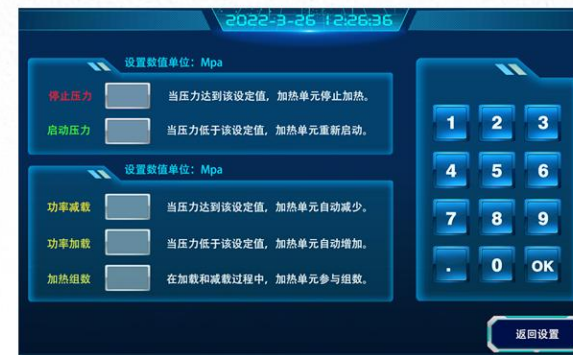 2022-3-26 12:26:36
设置数值单位：Mpa
停止压力 当压力达到该设定值，加热单元停止加热。
启动压力 当压力低于该设定值，加热单元重新启动。
设置数值单位：Mpa
功率减载 当压力达到该设定值，加热单元自动减少。
功率加载 当压力低于该设定值，加热单元自动增加。
加热组数 在加载和减载过程中，加热单元参与组数。
1 2 3
4 5 6
7 8 9
. 0 OK
返回设置